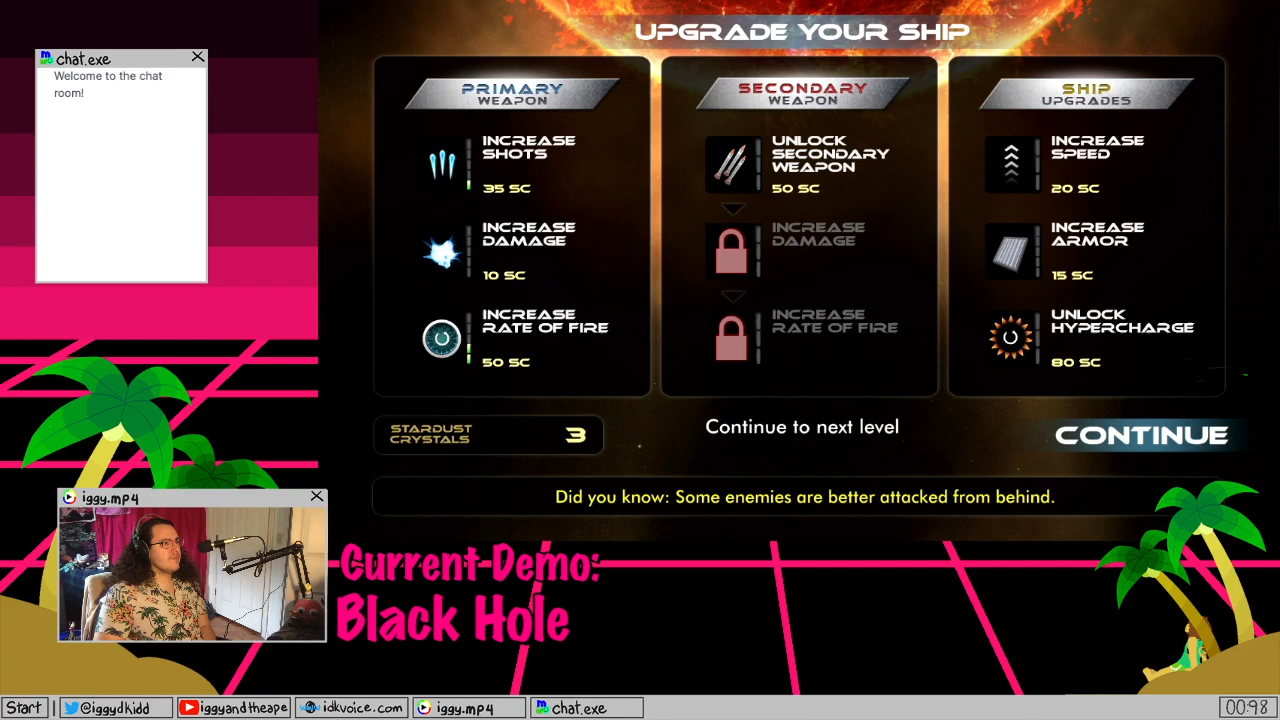 UPGRADE YOUR SHIP
chat.exe
Welcome to the chat
room!
PRIMARY
WEAPON
INCREASE
SHOTS
35 SC
INCREASE
DAMAGE
10 SC
INCREASE
RATE OF FIRE
50 SC
SECONDARY
WEAPON
UNLOCK
SECONDARY
WEAPON
50 SC
INCREASE
DAMAGE
INCREASE
RATE OF FIRE
SHIP
UPGRADES
INCREASE
SPEED
20 SC
INCREASE
ARMOR
15 SC
UNLOCK
HYPERCHARGE
80 SC
STARDUST
CRYSTALS
3
Continue to next level
CONTINUE
Did you know: Some enemies are better attacked from behind.
iggy.mp4
Current Demo:
Black Hole
Start | @iggydkidd iggyandtheape www idkvoice.com iggy.mp4 chat.exe 00:98